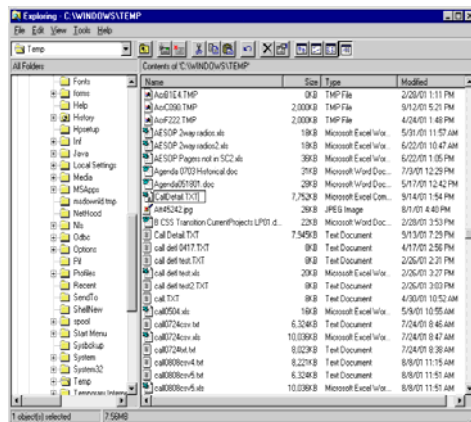 Exploring - C:\WINDOWS\TEMP
File Edit View Tools Help
Temp
All Folders Contents of 'C:\WINDOWS\TEMP'
Name Size Type Modified
Fonts
forms
Help
History
Hpsetup
Inf
Java
Local Settings
Media
MSApps
msdownld.tmp
NetHood
Nls
Odbc
Options
Pif
Profiles
Recent
SendTo
ShellNew
spool
Start Menu
Sysbckup
System
System32
Temp
Temporary Intern
AcrB1E4.TMP 0KB TMP File 2/28/01 1:11 PM
AcrC090.TMP 2,000KB TMP File 9/12/01 5:21 PM
AcrF222.TMP 2,000KB TMP File 4/24/01 1:48 PM
AESOP 2way radios.xls 18KB Microsoft Excel Wor... 5/31/01 11:57 AM
AESOP 2way radios2.xls 18KB Microsoft Excel Wor... 6/22/01 10:47 AM
AESOP Pagers not in SC2.xls 36KB Microsoft Excel Wor... 6/22/01 1:05 PM
Agenda 0703 Historical.doc 31KB Microsoft Word Doc... 7/3/01 12:29 PM
Agenda051801.doc 28KB Microsoft Word Doc... 5/17/01 12:42 PM
CallDetail.TXT 7,752KB Microsoft Excel Com... 9/14/01 1:54 PM
Att45242.jpg 26KB JPEG Image 8/1/01 4:40 PM
B CSS Transition CurrentProjects LP01.d... 22KB Microsoft Word Doc... 2/28/01 3:53 PM
Call Detail.TXT 7,945KB Text Document 9/13/01 7:29 PM
call detl 0417.TXT 0KB Text Document 4/17/01 2:56 PM
call detl test.TXT 8KB Text Document 2/26/01 2:31 PM
call detl test.xls 20KB Microsoft Excel Wor... 2/26/01 3:27 PM
call detl test2.TXT 8KB Text Document 2/26/01 3:03 PM
call.TXT 8KB Text Document 4/30/01 10:52 AM
call0504.xls 16KB Microsoft Excel Wor... 5/9/01 10:55 AM
call0724csv.txt 6,324KB Text Document 7/24/01 8:46 AM
call0724csv.xls 10,036KB Microsoft Excel Wor... 7/24/01 8:47 AM
call0724txt.txt 8,023KB Text Document 7/24/01 8:38 AM
call0808csv4.txt 8,221KB Text Document 8/8/01 11:15 AM
call0808csv5.txt 6,324KB Text Document 8/8/01 11:51 AM
call0808csv5.xls 10,036KB Microsoft Excel Wor... 8/8/01 11:51 AM
1 object(s) selected 7.56MB